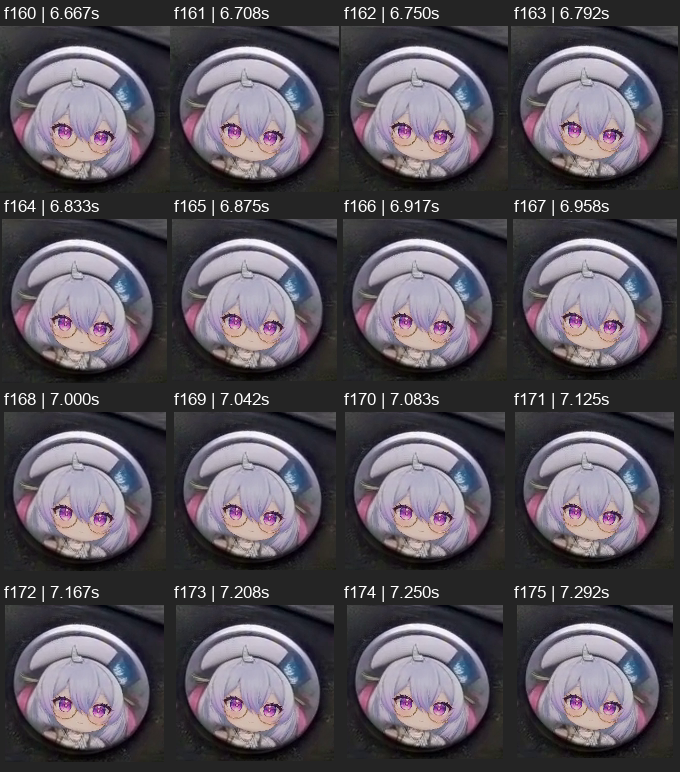 f160 | 6.667s f161 | 6.708s f162 | 6.750s f163 | 6.792s
f164 | 6.833s f165 | 6.875s f166 | 6.917s f167 | 6.958s
f168 | 7.000s f169 | 7.042s f170 | 7.083s f171 | 7.125s
f172 | 7.167s f173 | 7.208s f174 | 7.250s f175 | 7.292s